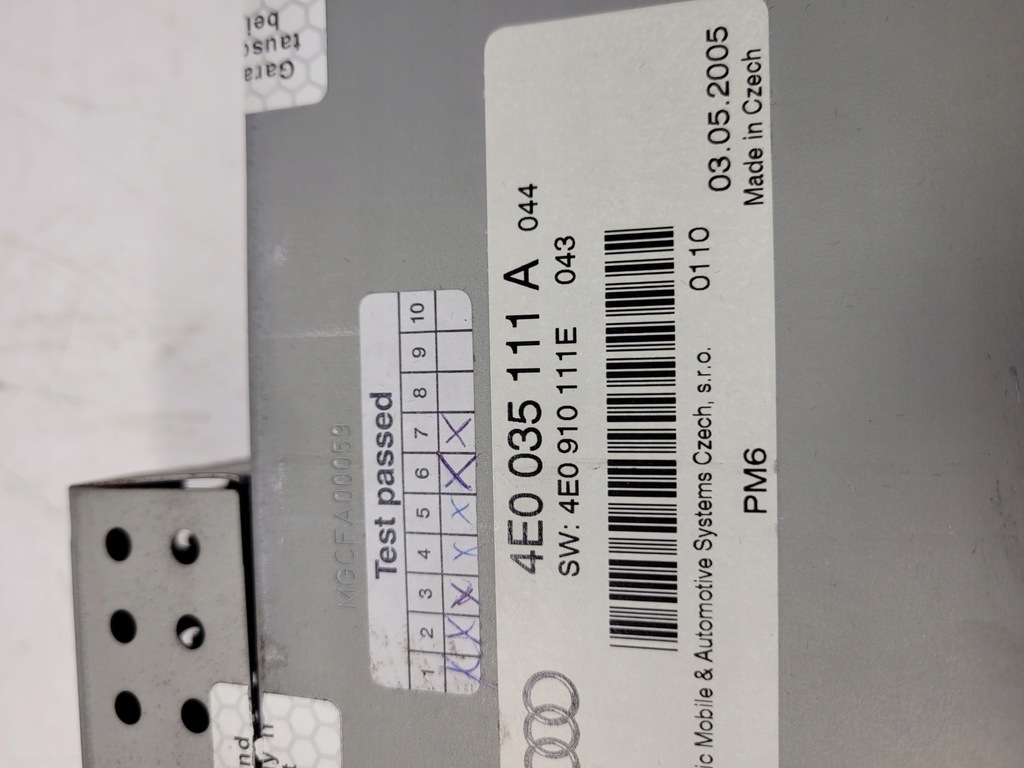 Gara
tausc
bei
MGCFA00059
Test passed
1 2 3 4 5 6 7 8 9 10
X X X X X X X
4E0 035 111 A 044
SW: 4E0 910 111E 043
ic Mobile & Automotive Systems Czech, s.r.o. 0110
03.05.2005
Made in Czech
PM6
nd